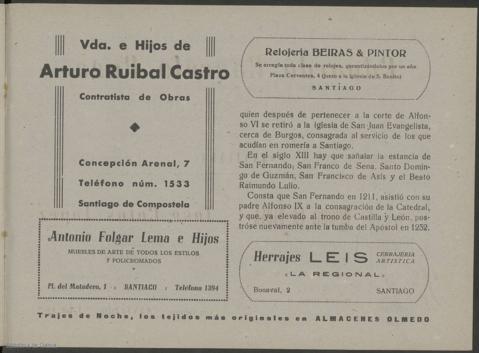 Vda. e Hijos de
Arturo Ruibal Castro
Contratista de Obras
Concepción Arenal, 7
Teléfono núm. 1533
Santiago de Compostela
Antonio Folgar Lema e Hijos
MUEBLES DE ARTE DE TODOS LOS ESTILOS
Y POLICROMADOS
Pl. del Matadero, 1 : SANTIAGO : Teléfono 1394
Relojería BEIRAS & PINTOR
Se arregla toda clase de relojes, garantizándolos por un año
Plaza Cervantes, 4 (Junto a la Iglesia de S. Benito)
SANTIAGO
quien después de pertenecer a la corte de Alfon-
so VI se retiró a la iglesia de San Juan Evangelista,
cerca de Burgos, consagrada al servicio de los que
acudían en romería a Santiago.
En el siglo XIII hay que señalar la estancia de
San Fernando, San Franco de Sena, Santo Domin-
go de Guzmán, San Francisco de Asís y el Beato
Raimundo Lulio.
Consta que San Fernando en 1211, asistió con su
padre Alfonso IX a la consagración de la Catedral,
y que, ya elevado al trono de Castilla y León, pos-
tróse nuevamente ante la tumba del Apóstol en 1232.
Herrajes LEIS CERRAJERIA
ARTISTICA
«LA REGIONAL»
Bonaval, 2 SANTIAGO
Trajes de Noche, los tejidos más originales en ALMACENES OLMEDO